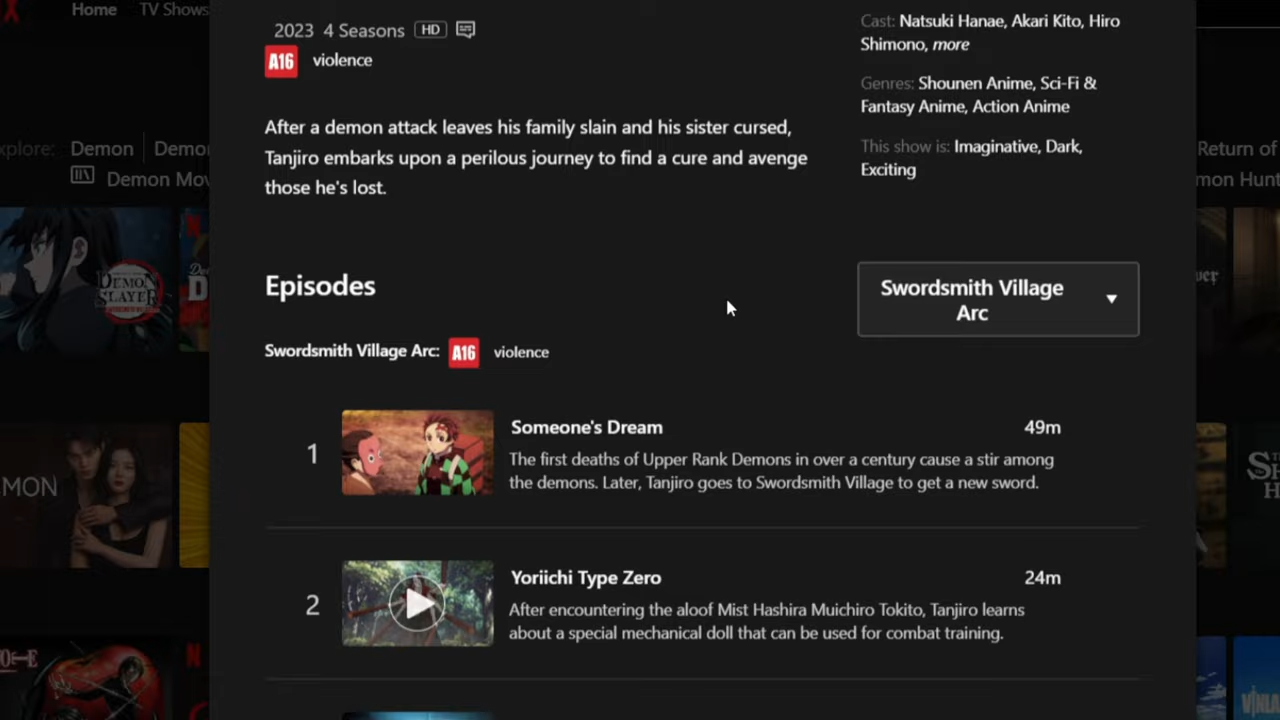 Home TV Shows
2023 4 Seasons HD
A16 violence
After a demon attack leaves his family slain and his sister cursed,
Tanjiro embarks upon a perilous journey to find a cure and avenge
those he's lost.
Cast: Natsuki Hanae, Akari Kito, Hiro
Shimono, more
Genres: Shounen Anime, Sci-Fi &
Fantasy Anime, Action Anime
This show is: Imaginative, Dark,
Exciting
xplore: Demon
Demon Mov
Return of
mon Hunt
DEMON
SLAYER
MON
Episodes
Swordsmith Village
Arc
Swordsmith Village Arc: A16 violence
1
Someone's Dream 49m
The first deaths of Upper Rank Demons in over a century cause a stir among
the demons. Later, Tanjiro goes to Swordsmith Village to get a new sword.
2
Yoriichi Type Zero 24m
After encountering the aloof Mist Hashira Muichiro Tokito, Tanjiro learns
about a special mechanical doll that can be used for combat training.